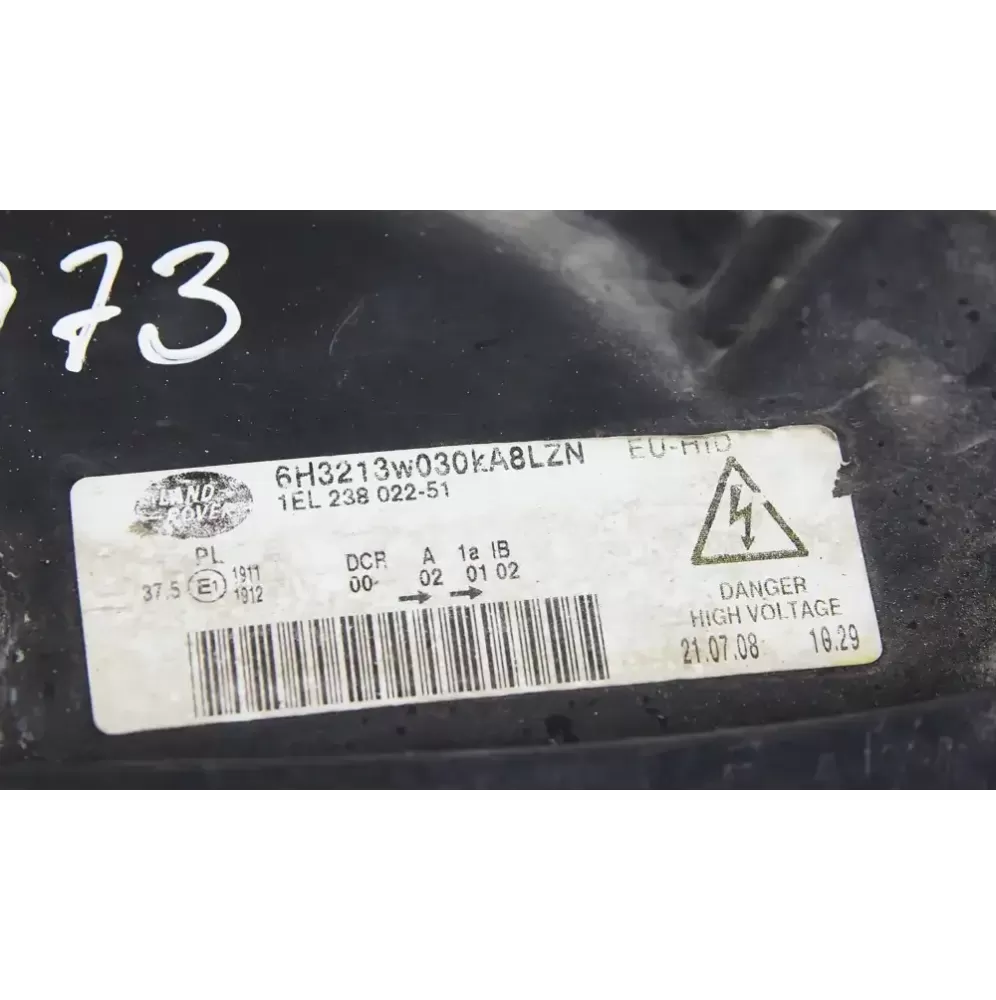 73
6H3213w030kA8LZN EU-HID
1EL 238 022-51
LAND
ROVER
PL DCR A 1a IB
37.5 E1 1911 00 02 01 02
1912 → →
DANGER
HIGH VOLTAGE
21.07.08 10.29